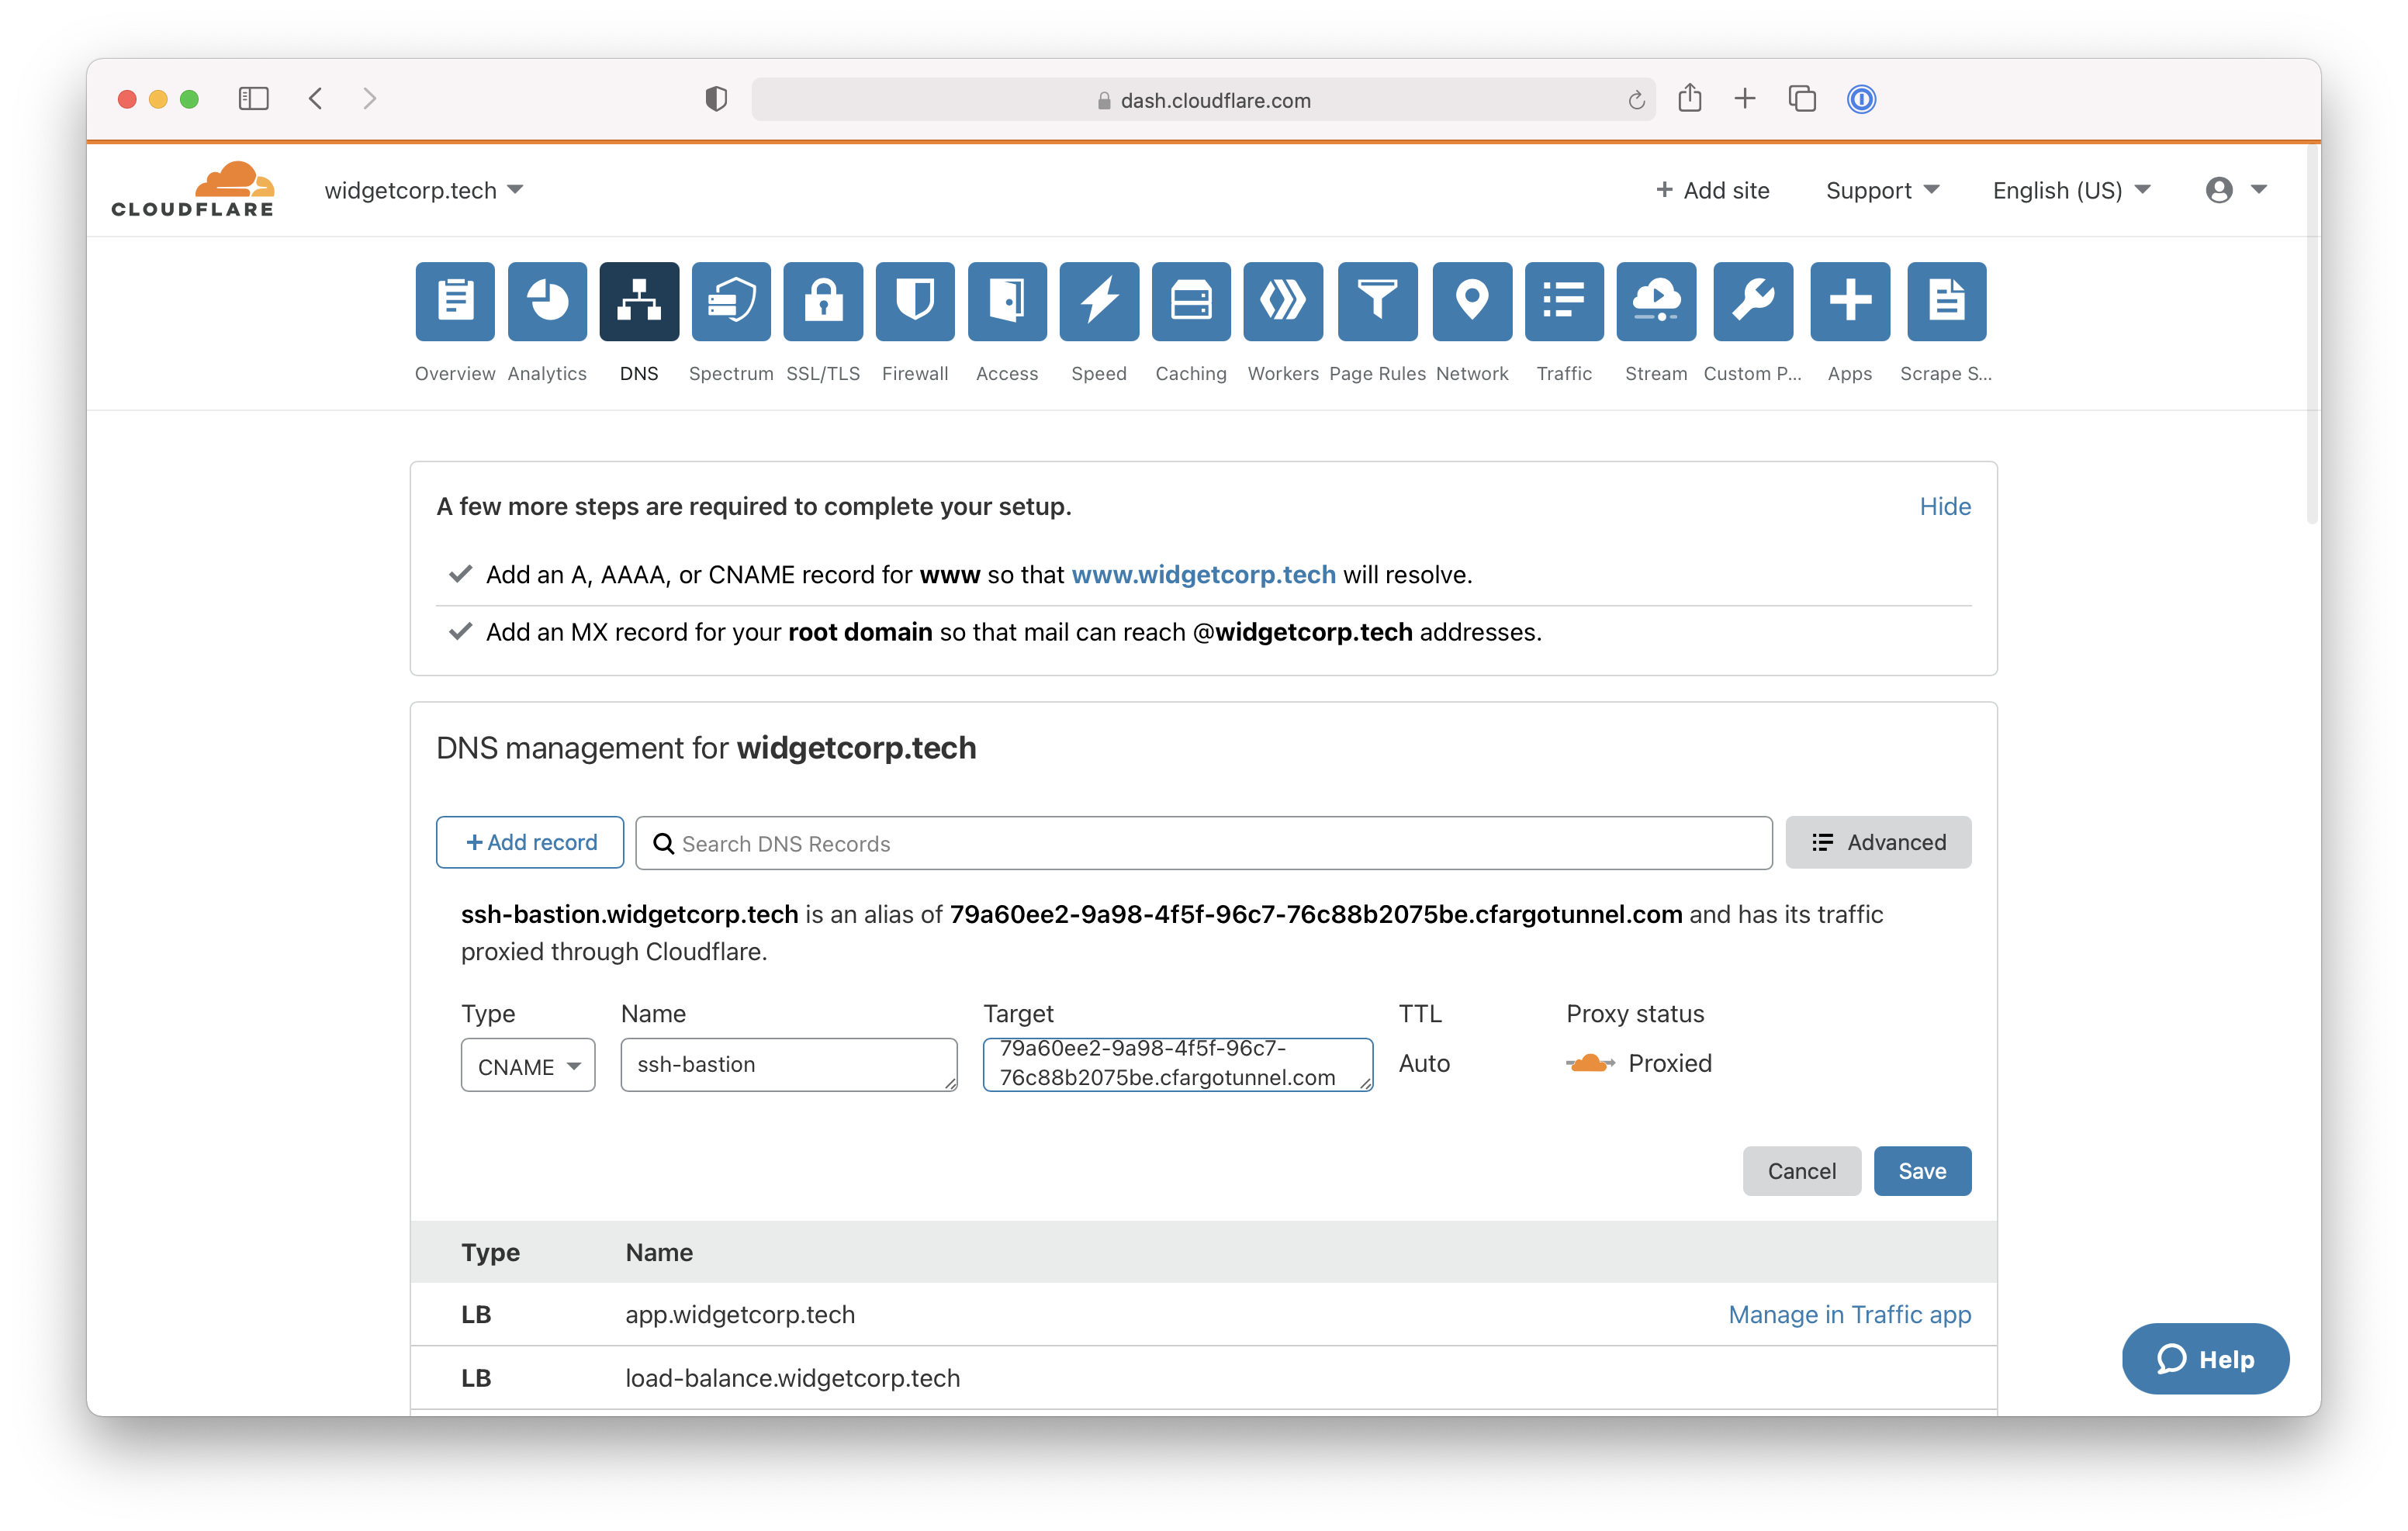 dash.cloudflare.com
CLOUDFLARE
widgetcorp.tech
+ Add site
Support
English (US)
Overview
Analytics
DNS
Spectrum
SSL/TLS
Firewall
Access
Speed
Caching
Workers
Page Rules
Network
Traffic
Stream
Custom P...
Apps
Scrape S...
A few more steps are required to complete your setup.
Hide
Add an A, AAAA, or CNAME record for www so that www.widgetcorp.tech will resolve.
Add an MX record for your root domain so that mail can reach @widgetcorp.tech addresses.
DNS management for widgetcorp.tech
+ Add record
Search DNS Records
Advanced
ssh-bastion.widgetcorp.tech is an alias of 79a60ee2-9a98-4f5f-96c7-76c88b2075be.cfargotunnel.com and has its traffic
proxied through Cloudflare.
Type
Name
Target
TTL
Proxy status
CNAME
ssh-bastion
79a60ee2-9a98-4f5f-96c7-
76c88b2075be.cfargotunnel.com
Auto
Proxied
Cancel
Save
Type
Name
LB
app.widgetcorp.tech
Manage in Traffic app
LB
load-balance.widgetcorp.tech
Help